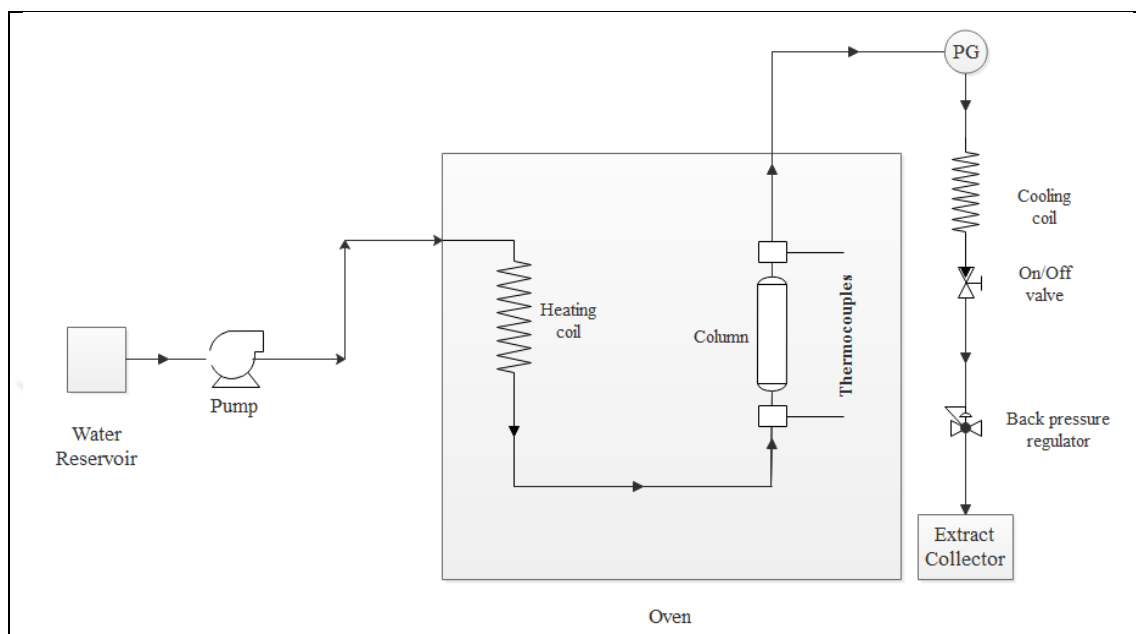 PG
Cooling
coil
On/Off
valve
Heating
coil
Column
Thermocouples
Pump
Water
Reservoir
Back pressure
regulator
Extract
Collector
Oven